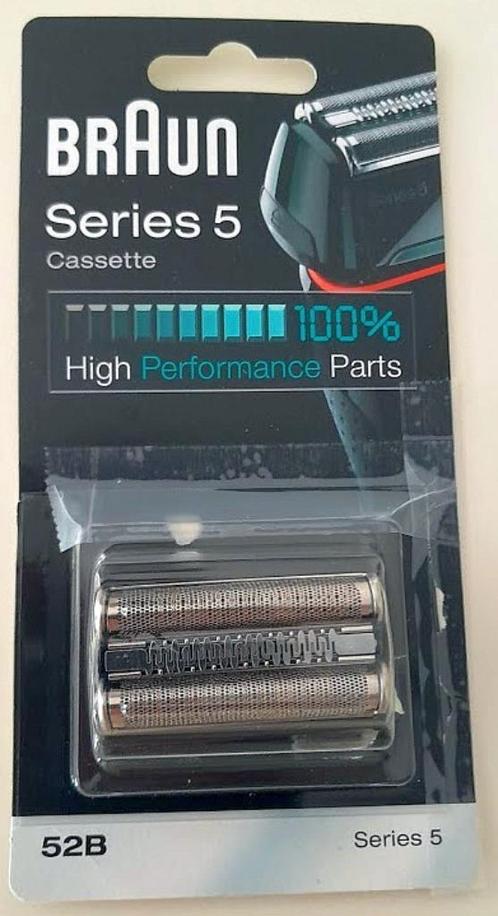 BRAUN
Series 5
Cassette
100%
High Performance Parts
52B
Series 5